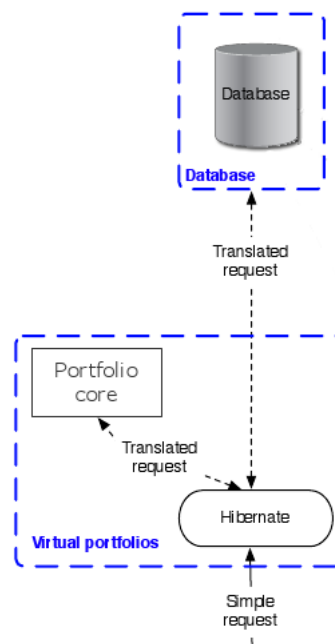 Database
Database
Translated
request
Portfolio
core
Translated
request
Hibernate
Virtual portfolios
Simple
request